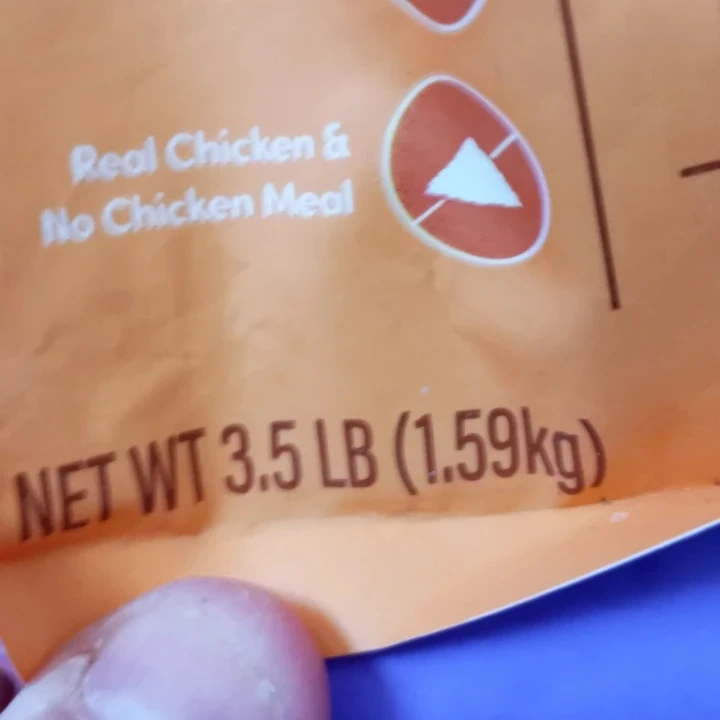 Real Chicken &
No Chicken Meal
NET WT 3.5 LB (1.59kg)